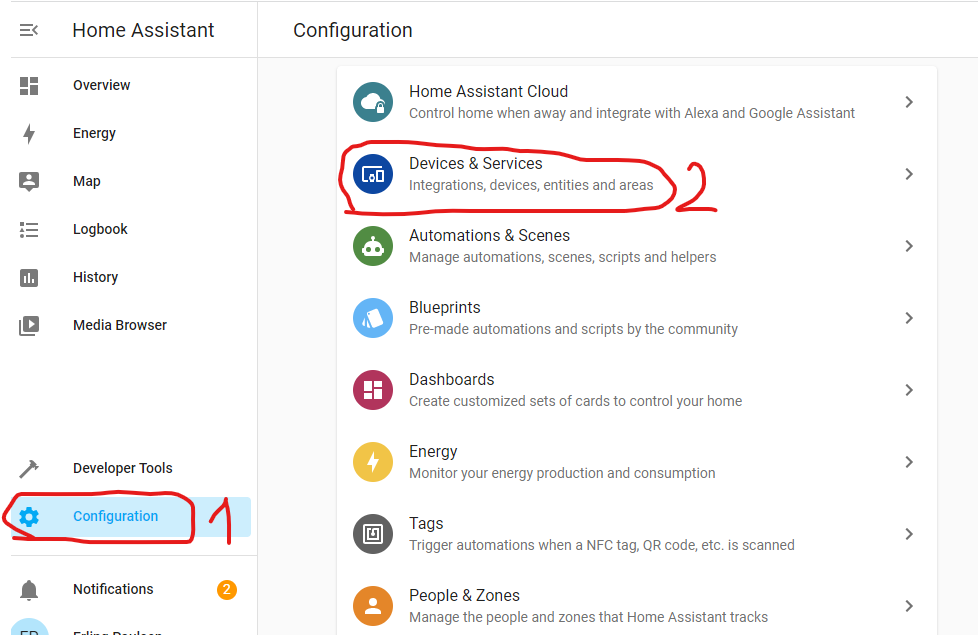 Home Assistant
Configuration
Overview
Energy
Map
Logbook
History
Media Browser
Developer Tools
Configuration
1
Notifications
2
Home Assistant Cloud
Control home when away and integrate with Alexa and Google Assistant
Devices & Services
Integrations, devices, entities and areas
2
Automations & Scenes
Manage automations, scenes, scripts and helpers
Blueprints
Pre-made automations and scripts by the community
Dashboards
Create customized sets of cards to control your home
Energy
Monitor your energy production and consumption
Tags
Trigger automations when a NFC tag, QR code, etc. is scanned
People & Zones
Manage the people and zones that Home Assistant tracks